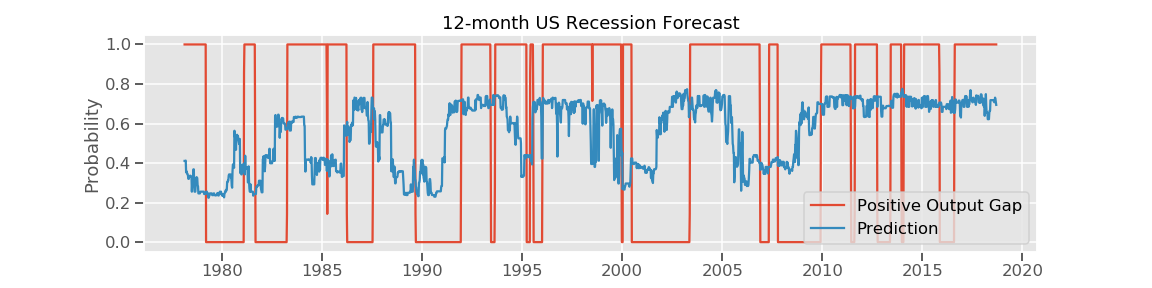 12-month US Recession Forecast
Probability
1.0
0.8
0.6
0.4
0.2
0.0
Positive Output Gap
Prediction
1980 1985 1990 1995 2000 2005 2010 2015 2020